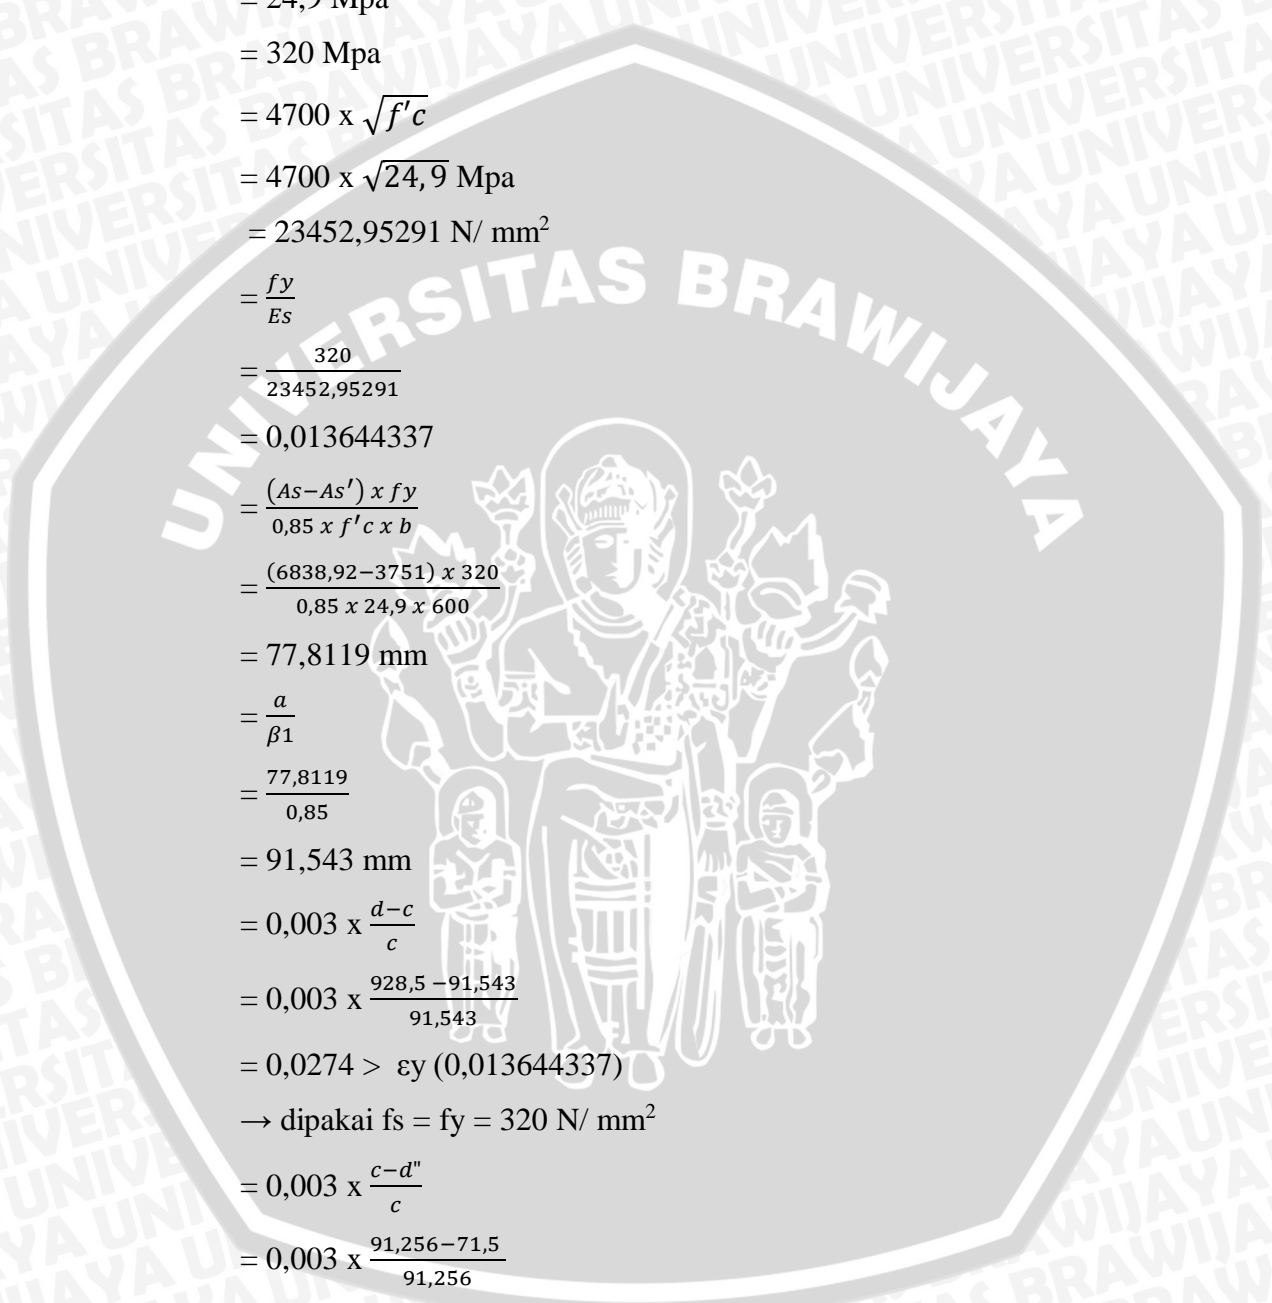 = 24,9 Mpa
= 320 Mpa
= 4700 x √f′c
= 4700 x √24,9 Mpa
= 23452,95291 N/ mm²
= fy/Es
= 320/23452,95291
= 0,013644337
= (As−As′) x fy / 0,85 x f′c x b
= (6838,92−3751) x 320 / 0,85 x 24,9 x 600
= 77,8119 mm
= a/β1
= 77,8119/0,85
= 91,543 mm
= 0,003 x d−c/c
= 0,003 x 928,5 −91,543/91,543
= 0,0274 > εy (0,013644337)
→ dipakai fs = fy = 320 N/ mm²
= 0,003 x c−d"/c
= 0,003 x 91,256−71,5/91,256
UNIVERSITAS BRAWIJAYA